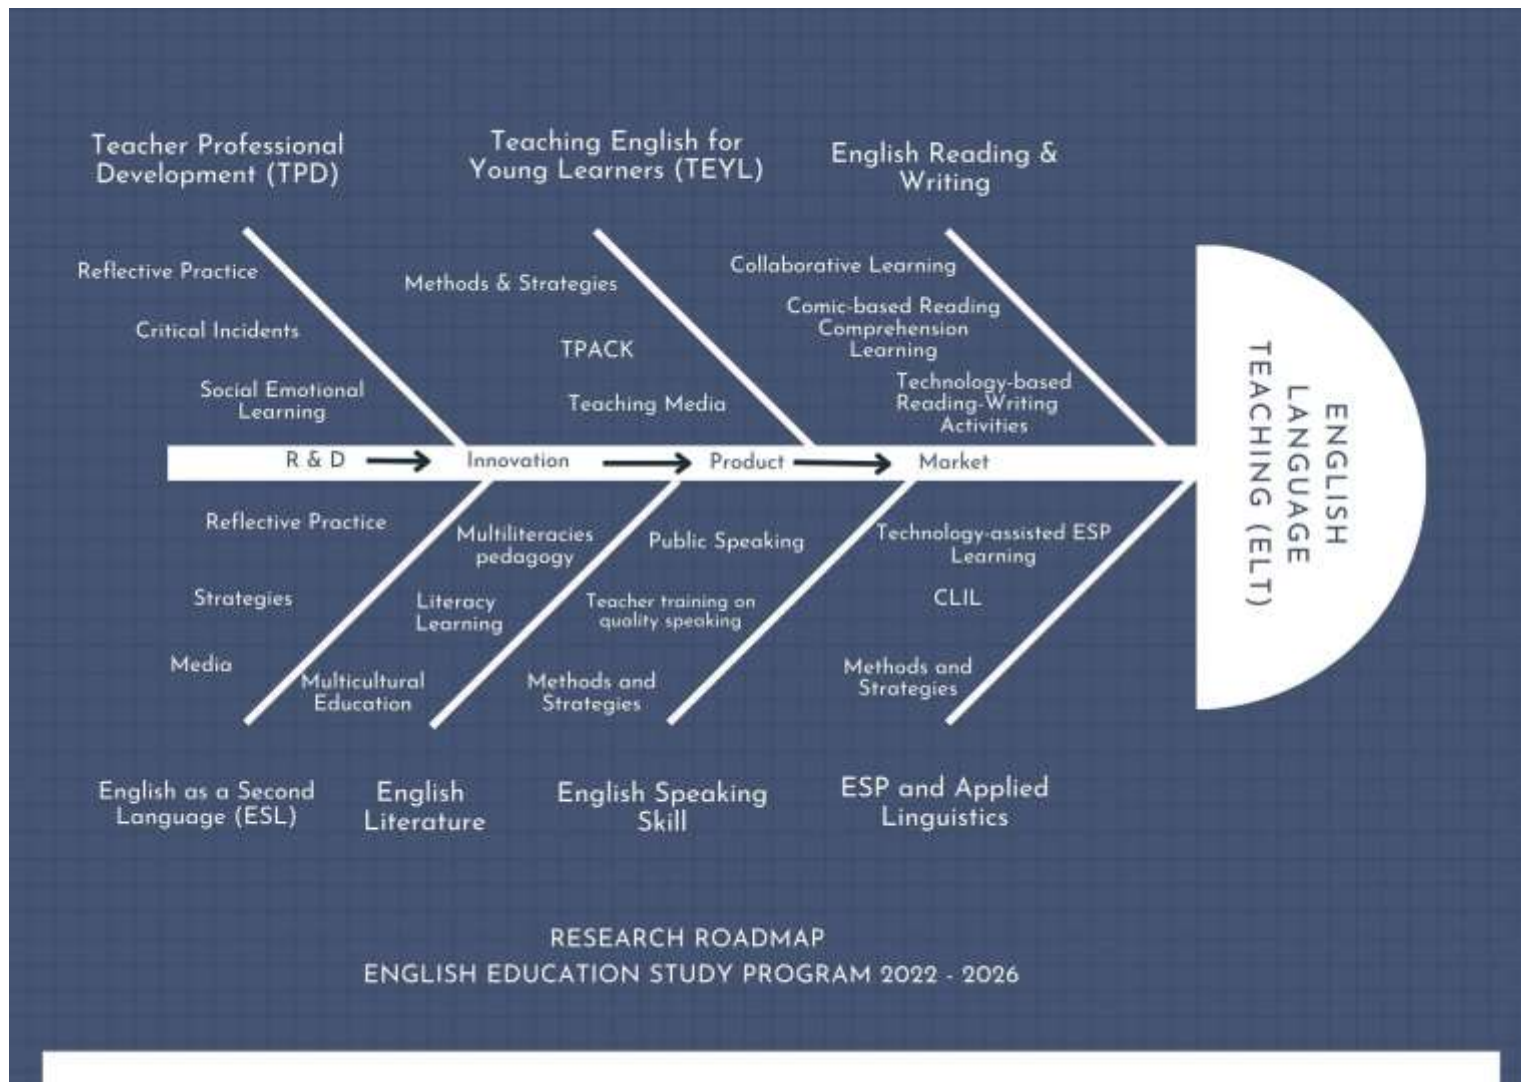 Teacher Professional
Development (TPD)
Teaching English for
Young Learners (TEYL)
English Reading &
Writing
Reflective Practice
Critical Incidents
Social Emotional
Learning
Methods & Strategies
TPACK
Teaching Media
Collaborative Learning
Comic-based Reading
Comprehension
Learning
Technology-based
Reading-Writing
Activities
R & D
Innovation
Product
Market
ENGLISH
LANGUAGE
TEACHING (ELT)
Reflective Practice
Strategies
Media
Multiliteracies
pedagogy
Literacy
Learning
Multicultural
Education
Public Speaking
Teacher training on
quality speaking
Methods and
Strategies
Technology-assisted ESP
Learning
CLIL
Methods and
Strategies
English as a Second
Language (ESL)
English
Literature
English Speaking
Skill
ESP and Applied
Linguistics
RESEARCH ROADMAP
ENGLISH EDUCATION STUDY PROGRAM 2022 - 2026